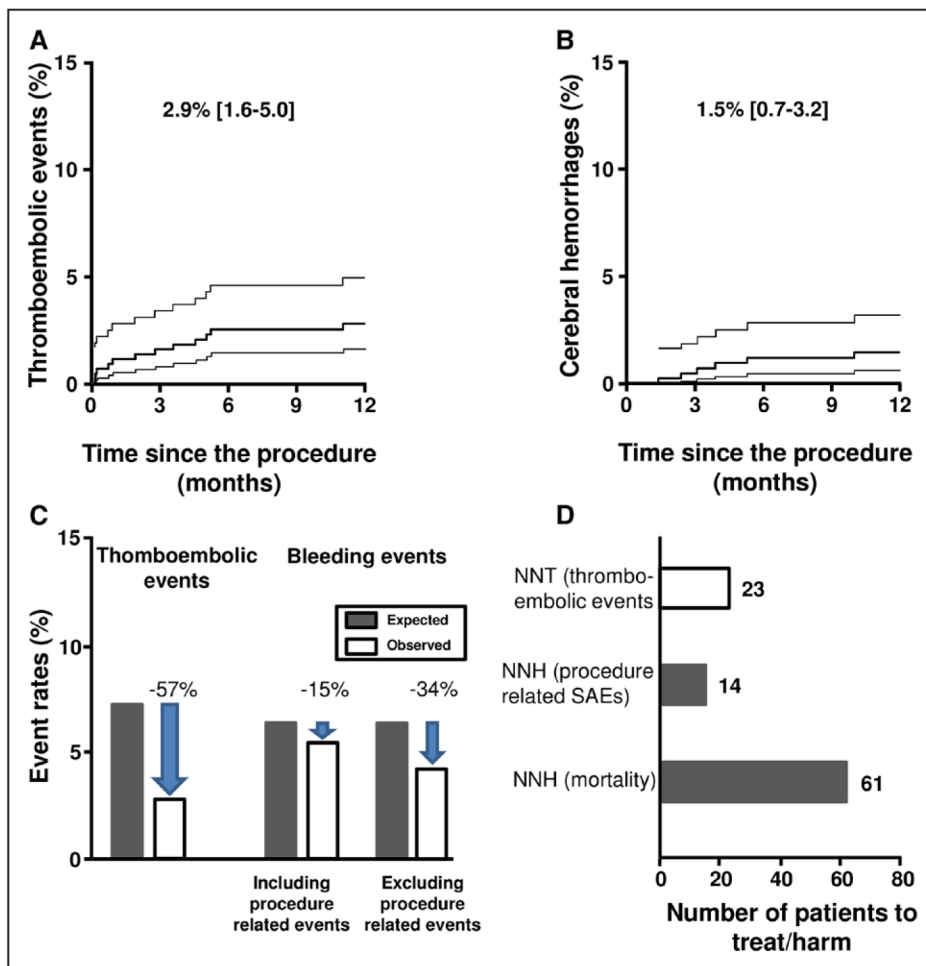 A
15
10
5
0
Thromboembolic events (%)
2.9% [1.6-5.0]
0 3 6 9 12
Time since the procedure
(months)
B
15
10
5
0
Cerebral hemorrhages (%)
1.5% [0.7-3.2]
0 3 6 9 12
Time since the procedure
(months)
C
15
10
5
0
Event rates (%)
Thomboembolic
events
Bleeding events
Expected
Observed
-57%
-15%
-34%
Including
procedure
related events
Excluding
procedure
related events
D
NNT (thrombo-
embolic events
23
NNH (procedure
related SAEs)
14
NNH (mortality)
61
0 20 40 60 80
Number of patients to
treat/harm